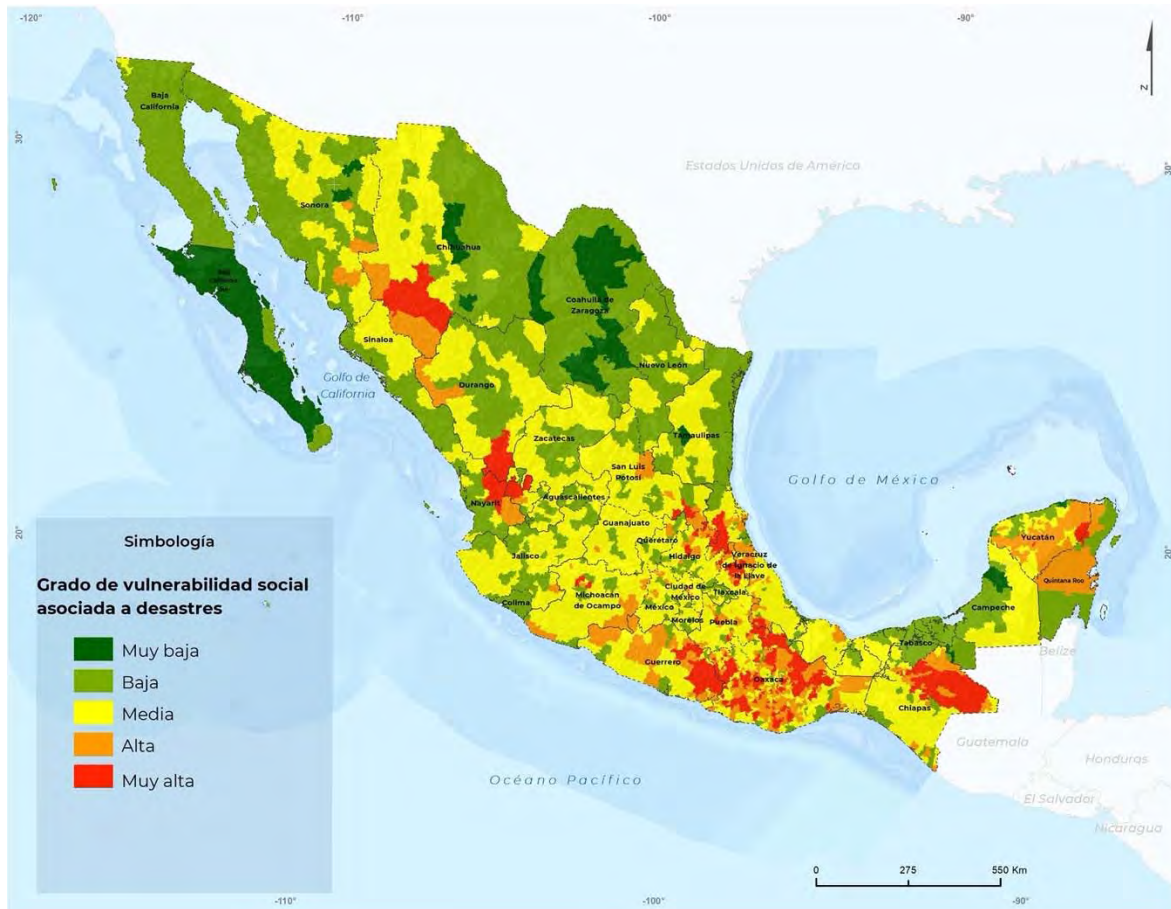 -120°
-110°
-100°
-90°
30°
30°
20°
20°
-110°
-100°
-90°
N
Estados Unidas de América
Baja
California
Sonora
Chihuahua
Coahuila de
Zaragoza
Sinaloa
Nuevo León
Durango
Golfo de
California
Tamaulipas
Zacatecas
San Luis
Potosí
Golfo de México
Nayarit
Aguascalientes
Guanajuato
Querétaro
Hidalgo
Veracruz
de Ignacio de
la Llave
Jalisco
Ciudad de
México
Tlaxcala
Michoacán
de Ocampo
México
Morelos
Puebla
Colima
Guerrero
Oaxaca
Yucatán
Quintana Roo
Campeche
Tabasco
Chiapas
Belize
Guatemala
Honduras
El Salvador
Nicaragua
Océano Pacífico
Simbología
Grado de vulnerabilidad social
asociada a desastres
Muy baja
Baja
Media
Alta
Muy alta
0 275 550 Km